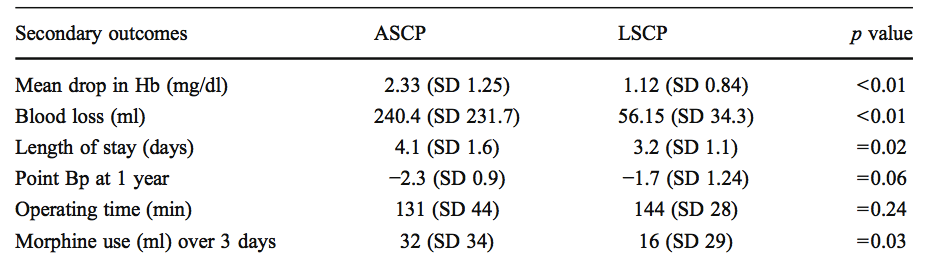 Secondary outcomes ASCP LSCP p value
Mean drop in Hb (mg/dl) 2.33 (SD 1.25) 1.12 (SD 0.84) <0.01
Blood loss (ml) 240.4 (SD 231.7) 56.15 (SD 34.3) <0.01
Length of stay (days) 4.1 (SD 1.6) 3.2 (SD 1.1) =0.02
Point Bp at 1 year −2.3 (SD 0.9) −1.7 (SD 1.24) =0.06
Operating time (min) 131 (SD 44) 144 (SD 28) =0.24
Morphine use (ml) over 3 days 32 (SD 34) 16 (SD 29) =0.03